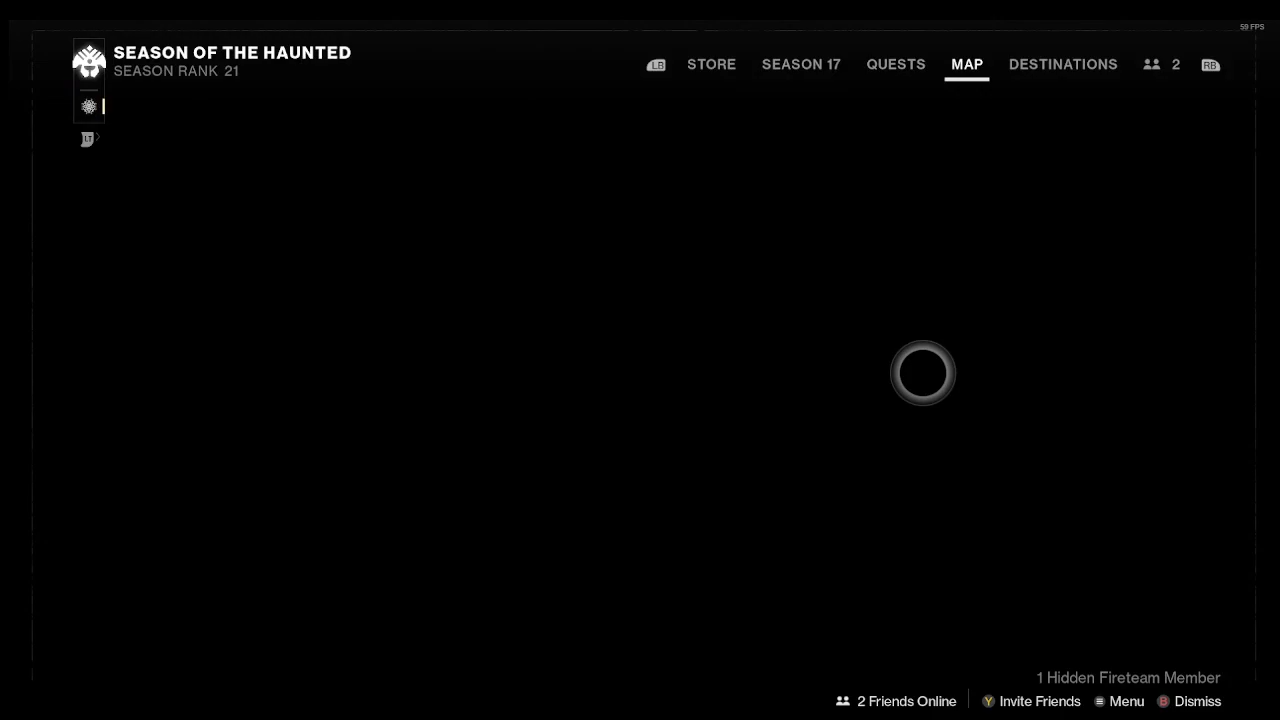 59 FPS
SEASON OF THE HAUNTED
SEASON RANK 21
LB STORE SEASON 17 QUESTS MAP DESTINATIONS 2 RB
LT
1 Hidden Fireteam Member
2 Friends Online Y Invite Friends Menu B Dismiss